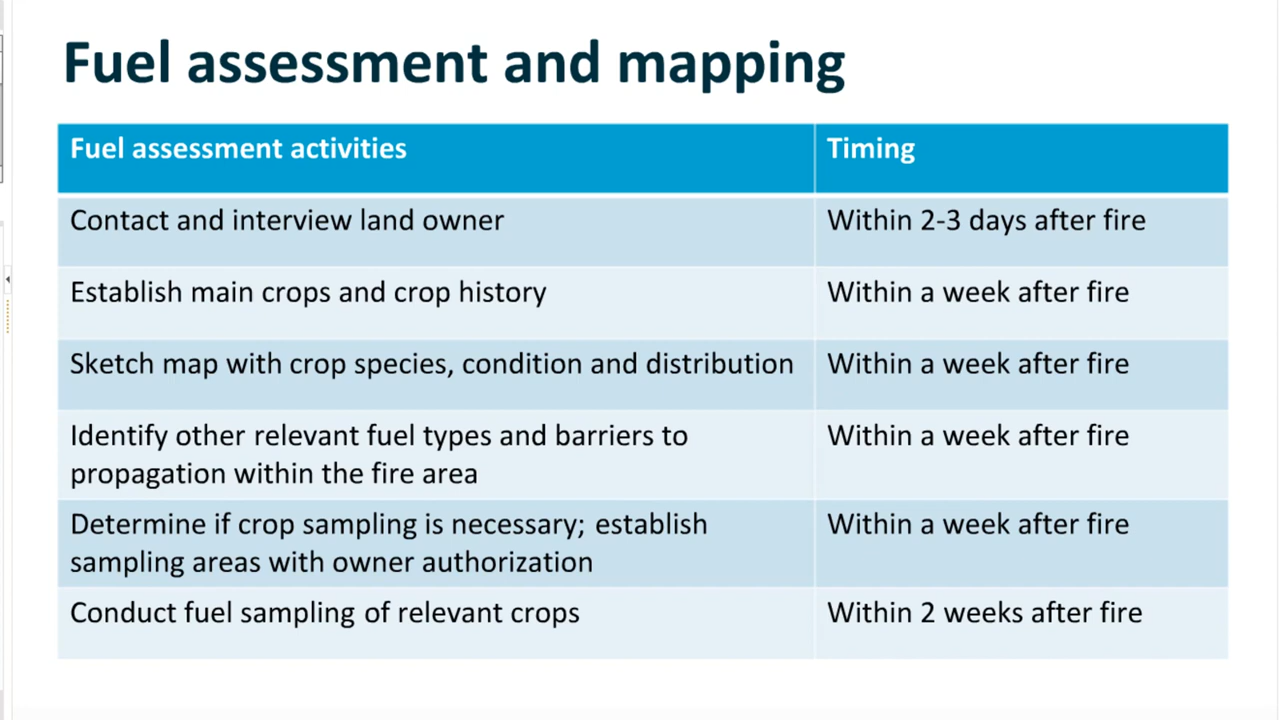 Fuel assessment and mapping
Fuel assessment activities
Timing
Contact and interview land owner
Within 2-3 days after fire
Establish main crops and crop history
Within a week after fire
Sketch map with crop species, condition and distribution
Within a week after fire
Identify other relevant fuel types and barriers to
propagation within the fire area
Within a week after fire
Determine if crop sampling is necessary; establish
sampling areas with owner authorization
Within a week after fire
Conduct fuel sampling of relevant crops
Within 2 weeks after fire